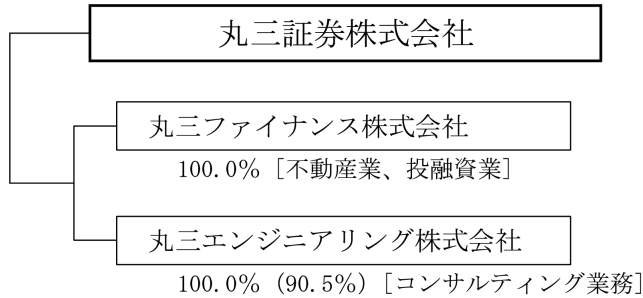 丸三証券株式会社
丸三ファイナンス株式会社
100.0% [不動産業、投融資業]
丸三エンジニアリング株式会社
100.0% (90.5%) [コンサルティング業務]